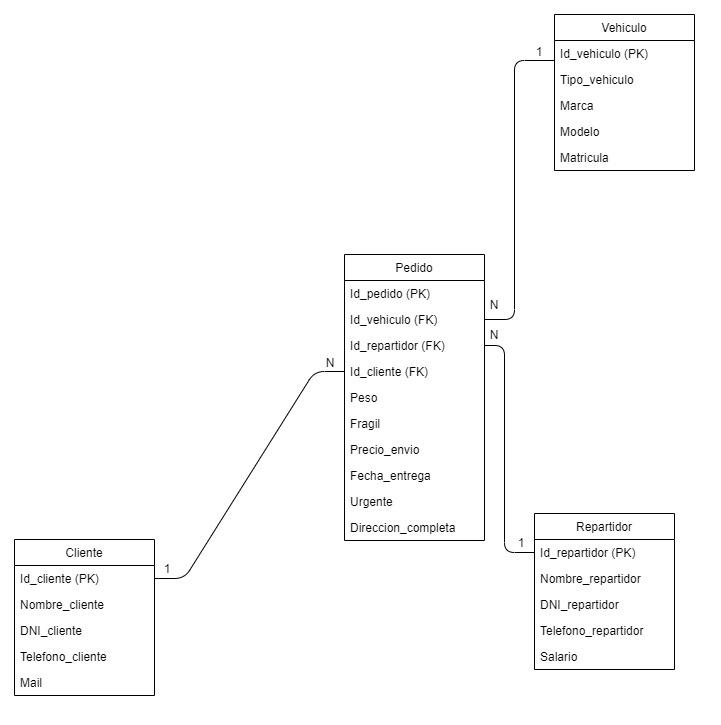 Vehiculo
1
Id_vehiculo (PK)
Tipo_vehiculo
Marca
Modelo
Matricula
Pedido
Id_pedido (PK)
N
Id_vehiculo (FK)
N
Id_repartidor (FK)
N
Id_cliente (FK)
Peso
Fragil
Precio_envio
Fecha_entrega
Urgente
Direccion_completa
Repartidor
1
Id_repartidor (PK)
Nombre_repartidor
DNI_repartidor
Telefono_repartidor
Salario
Cliente
1
Id_cliente (PK)
Nombre_cliente
DNI_cliente
Telefono_cliente
Mail